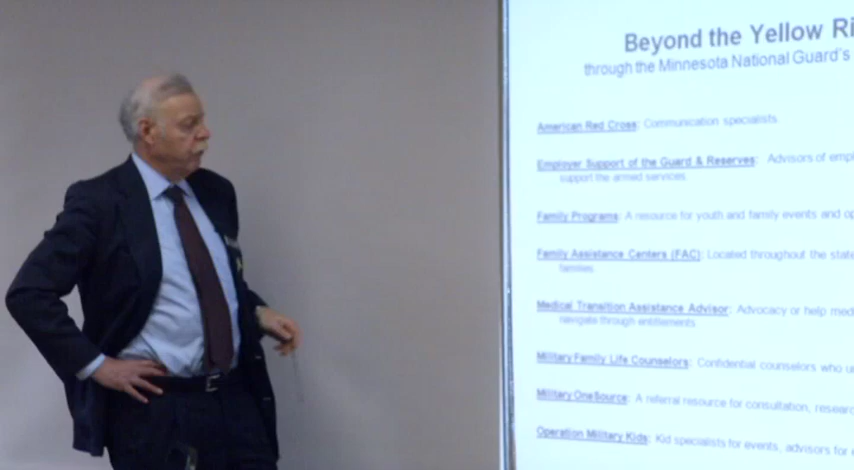 Beyond the Yellow Ri
through the Minnesota National Guard's
American Red Cross: Communication specialists
Employer Support of the Guard & Reserves: Advisors of empl
support the armed services
Family Programs: A resource for youth and family events and op
Family Assistance Centers (FAC): Located throughout the state
families
Medical Transition Assistance Advisor: Advocacy or help med
navigate through entitlements
Military Family Life Counselors: Confidential counselors who u
Military OneSource: A referral resource for consultation, researc
Operation Military Kids: Kid specialists for events, advisors for